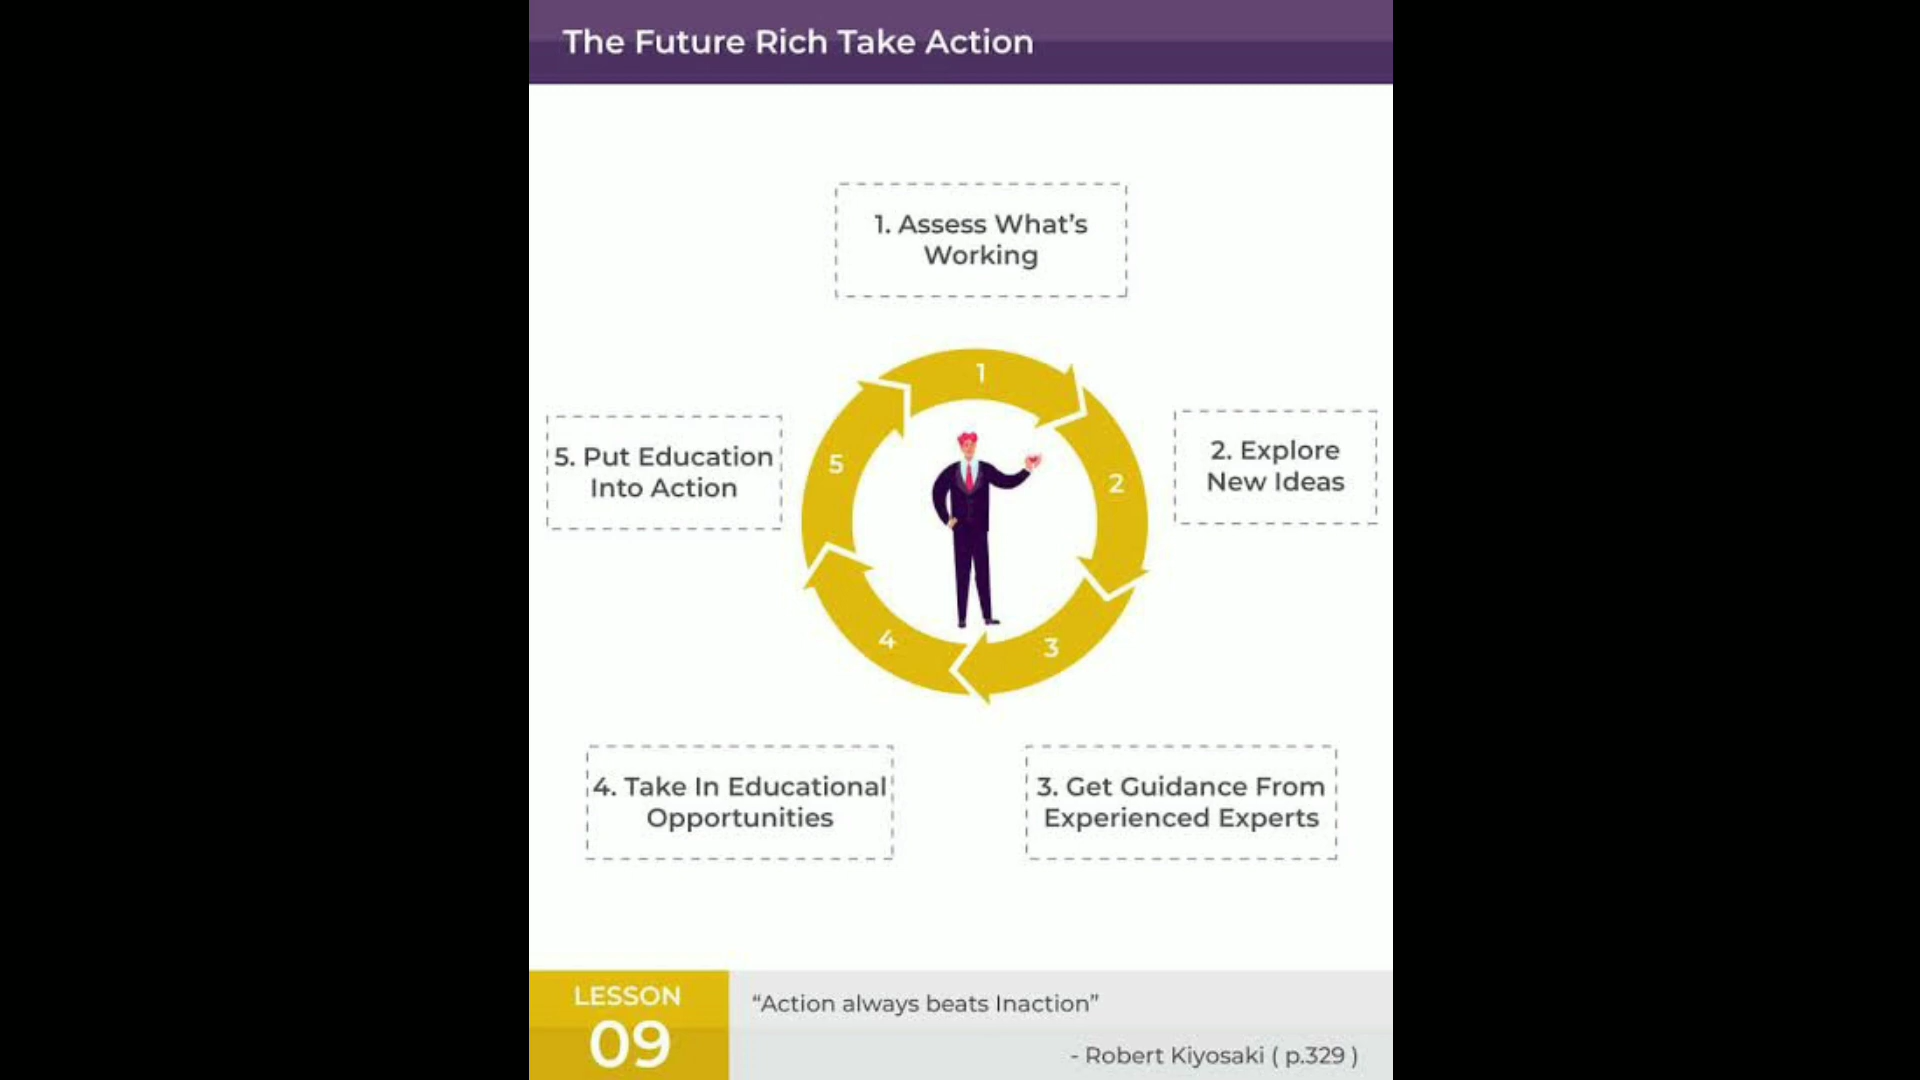 The Future Rich Take Action
1. Assess What's
Working
1
2
3
4
5
2. Explore
New Ideas
3. Get Guidance From
Experienced Experts
4. Take In Educational
Opportunities
5. Put Education
Into Action
LESSON
09
“Action always beats Inaction”
- Robert Kiyosaki ( p.329 )